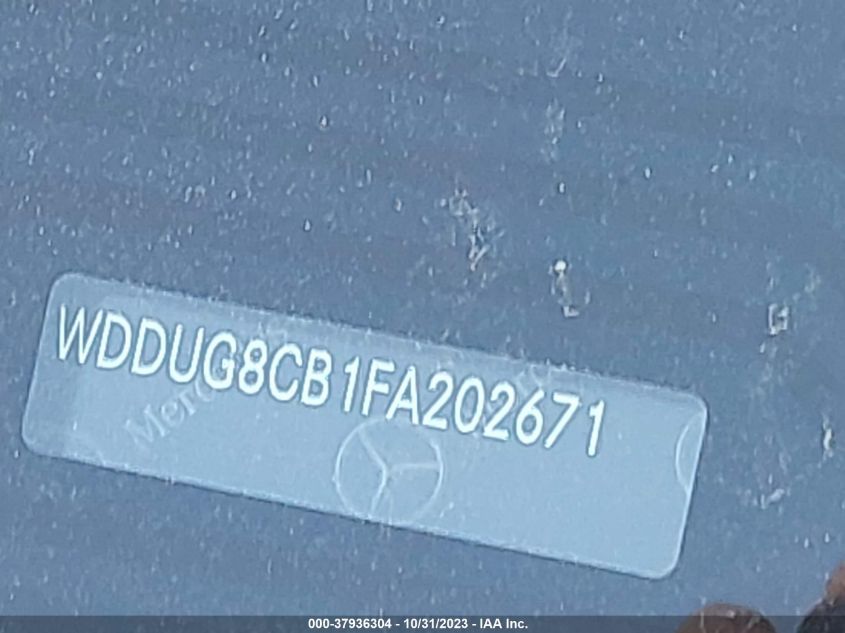 WDDUG8CB1FA202671
000-37936304 - 10/31/2023 - IAA Inc.